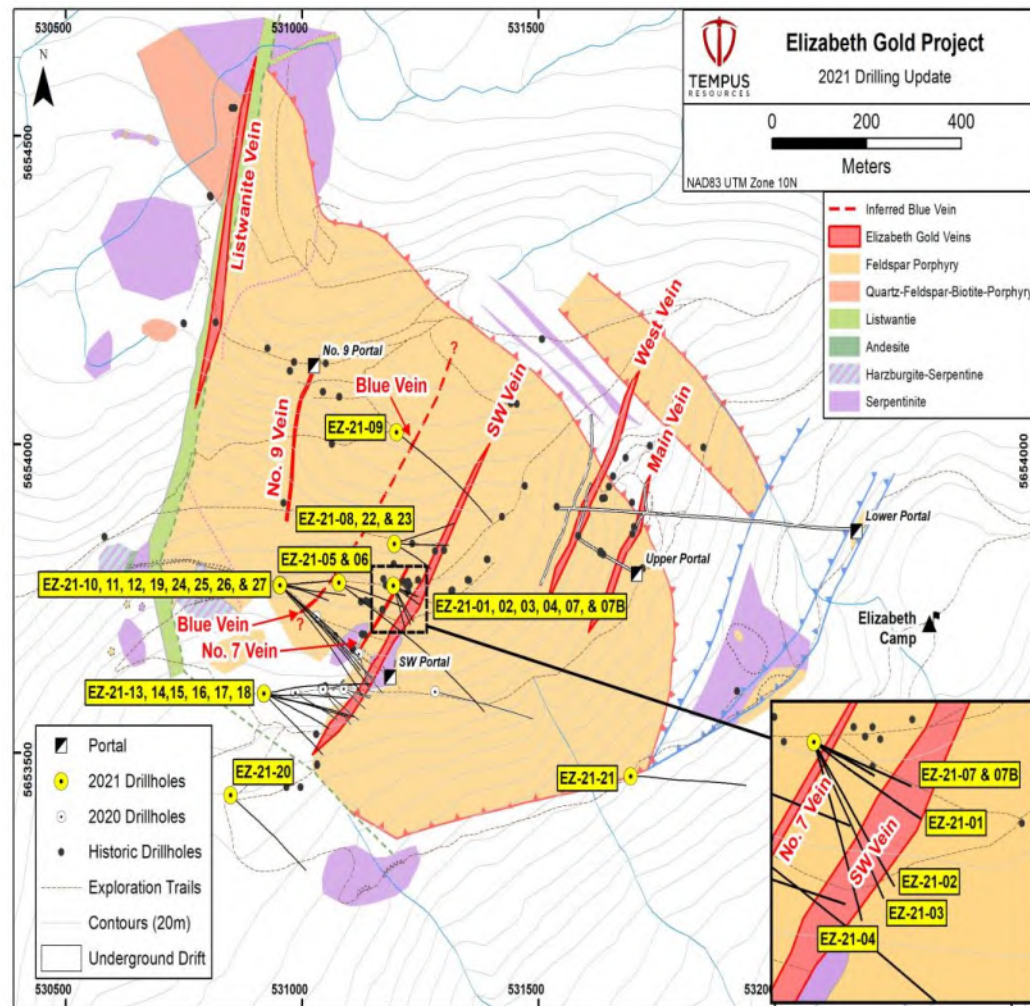 530500
531000
531500
N
5654500
5654000
5653500
TEMPUS
RESOURCES
Elizabeth Gold Project
2021 Drilling Update
0 200 400
Meters
NAD83 UTM Zone 10N
Inferred Blue Vein
Elizabeth Gold Veins
Feldspar Porphyry
Quartz-Feldspar-Biotite-Porphyry
Listwantie
Andesite
Harzburgite-Serpentine
Serpentinite
Listwanite Vein
No. 9 Portal
No. 9 Vein
?
Blue Vein
EZ-21-09
SW Vein
West Vein
Main Vein
5654000
EZ-21-08, 22, & 23
EZ-21-05 & 06
EZ-21-10, 11, 12, 19, 24, 25, 26, & 27
EZ-21-01, 02, 03, 04, 07, & 07B
Upper Portal
Lower Portal
Elizabeth
Camp
Blue Vein
?
No. 7 Vein
SW Portal
EZ-21-13, 14,15, 16, 17, 18
EZ-21-20
EZ-21-21
Portal
2021 Drillholes
2020 Drillholes
Historic Drillholes
Exploration Trails
Contours (20m)
Underground Drift
No. 7 Vein
SW Vein
EZ-21-07 & 07B
EZ-21-01
EZ-21-02
EZ-21-03
EZ-21-04
530500
531000
531500